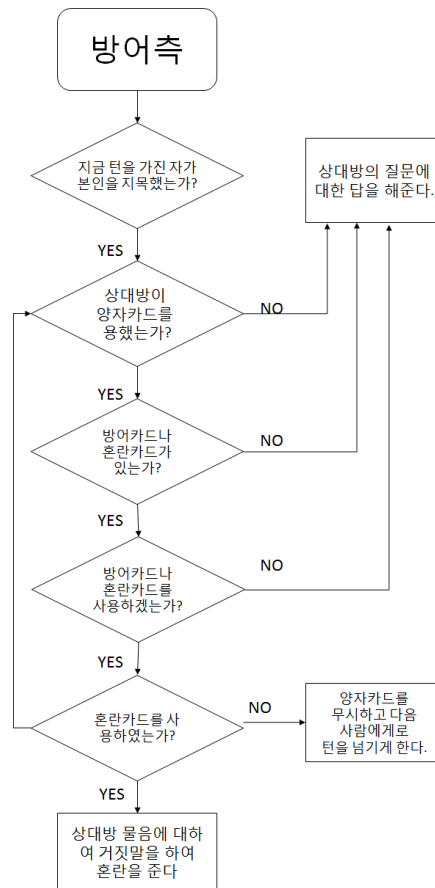 방어측
지금 턴을 가진 자가
본인을 지목했는가?
상대방의 질문에
대한 답을 해준다.
YES
상대방이
양자카드를
용했는가?
NO
YES
방어카드나
혼란카드가
있는가?
NO
YES
방어카드나
혼란카드를
사용하겠는가?
NO
YES
혼란카드를 사
용하였는가?
NO
양자카드를
무시하고 다음
사람에게로
턴을 넘기게 한다.
YES
상대방 물음에 대하
여 거짓말을 하여
혼란을 준다